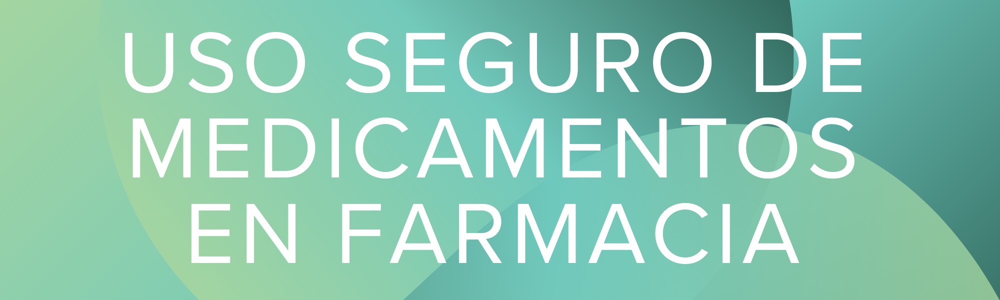 USO SEGURO DE
MEDICAMENTOS
EN FARMACIA